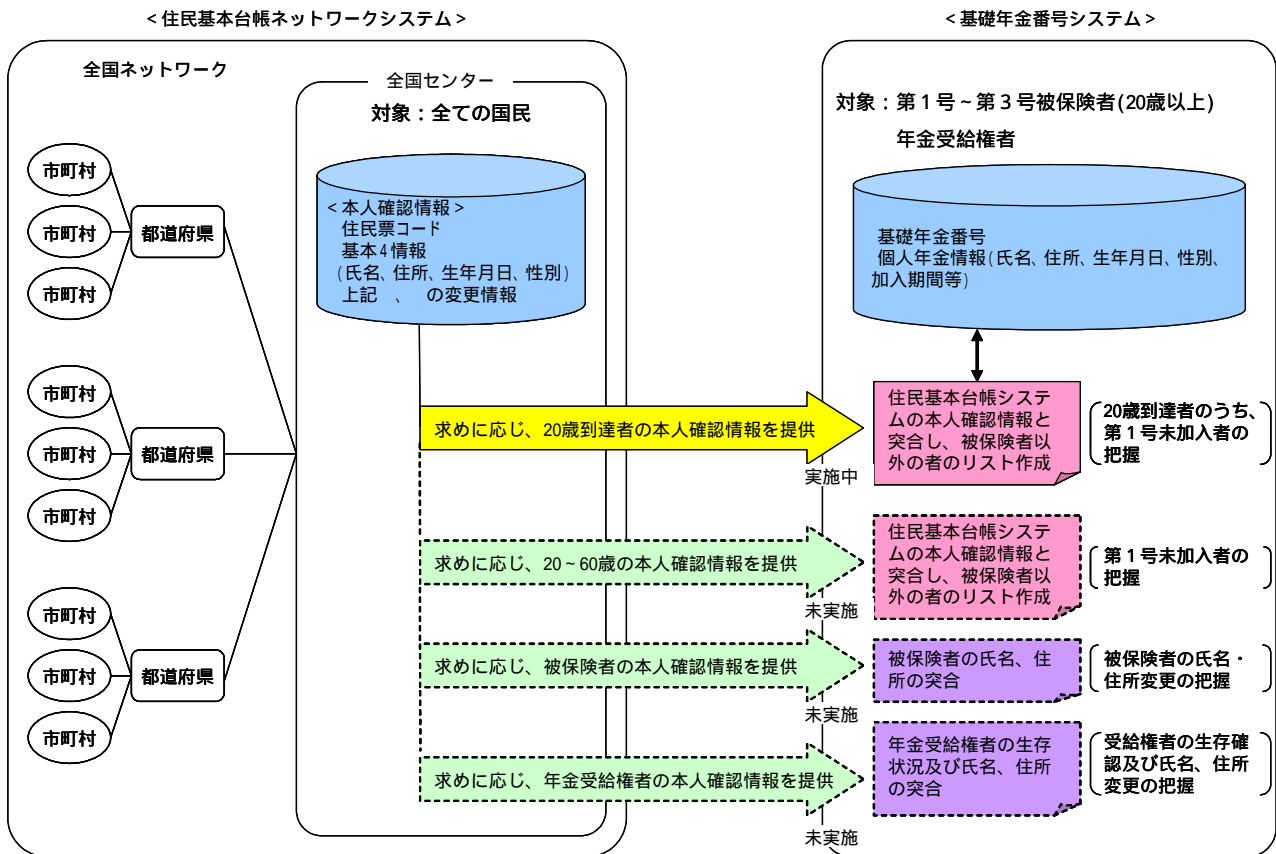 <住民基本台帳ネットワークシステム>
<基礎年金番号システム>
全国ネットワーク
全国センター
対象：全ての国民
市町村
市町村
市町村
都道府県
市町村
市町村
市町村
都道府県
市町村
市町村
市町村
都道府県
<本人確認情報>
住民票コード
基本4情報
(氏名、住所、生年月日、性別)
上記　、　の変更情報
対象：第1号~第3号被保険者(20歳以上)
年金受給権者
基礎年金番号
個人年金情報(氏名、住所、生年月日、性別、
加入期間等)
求めに応じ、20歳到達者の本人確認情報を提供
実施中
住民基本台帳システ
ムの本人確認情報と
突合し、被保険者以
外の者のリスト作成
20歳到達者のうち、
第1号未加入者の
把握
求めに応じ、20~60歳の本人確認情報を提供
未実施
住民基本台帳システ
ムの本人確認情報と
突合し、被保険者以
外の者のリスト作成
第1号未加入者の
把握
求めに応じ、被保険者の本人確認情報を提供
未実施
被保険者の氏名、住
所の突合
被保険者の氏名・
住所変更の把握
求めに応じ、年金受給権者の本人確認情報を提供
未実施
年金受給権者の生存
状況及び氏名、住所
の突合
受給権者の生存確
認及び氏名、住所
変更の把握